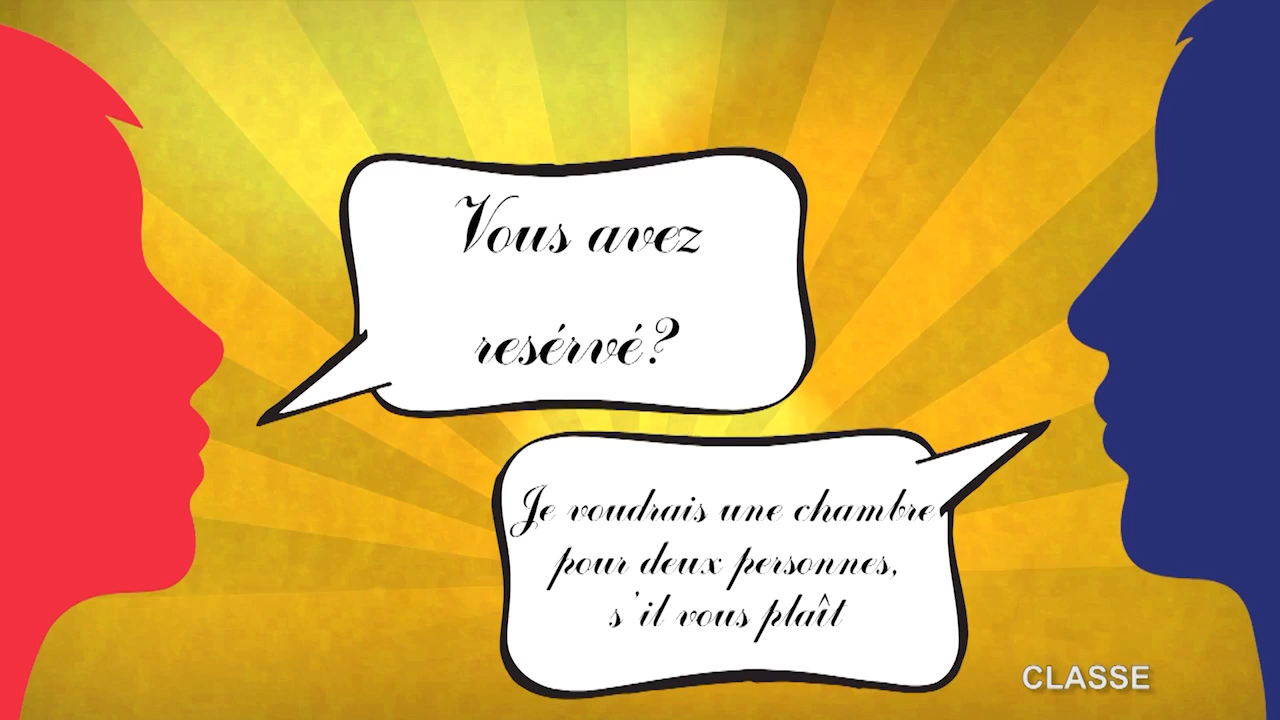 Vous avez
resérvé?
Je voudrais une chambre
pour deux personnes,
s'il vous plaît
CLASSE